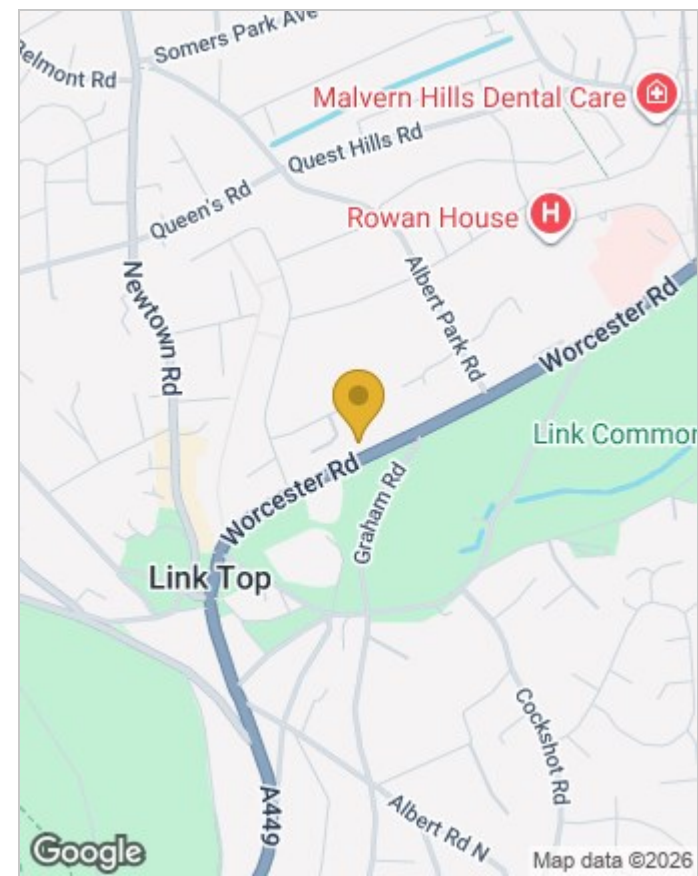 Somers Park Ave
Belmont Rd
Malvern Hills Dental Care
Quest Hills Rd
Queen's Rd
Rowan House
H
Newtown Rd
Albert Park Rd
Worcester Rd
Link Common
Worcester Rd
Graham Rd
Link Top
Cockshot Rd
A449
Albert Rd N
Google
Map data ©2026